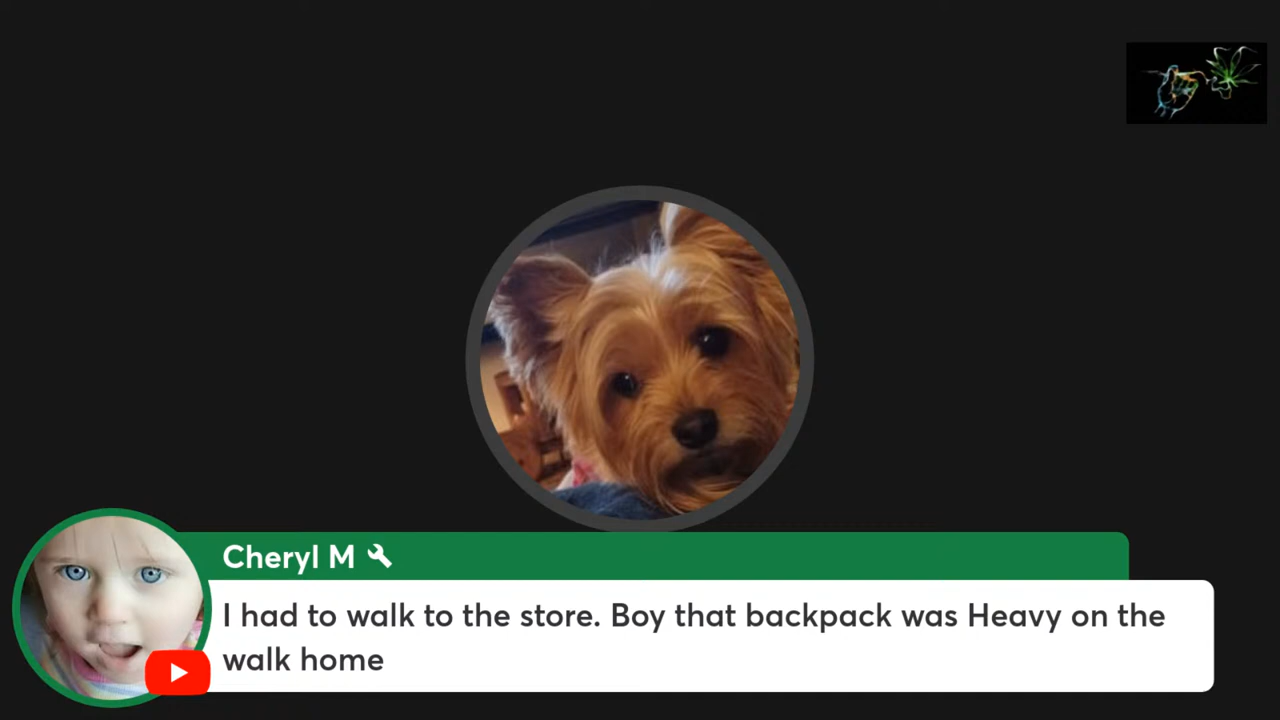 Cheryl M
I had to walk to the store. Boy that backpack was Heavy on the
walk home